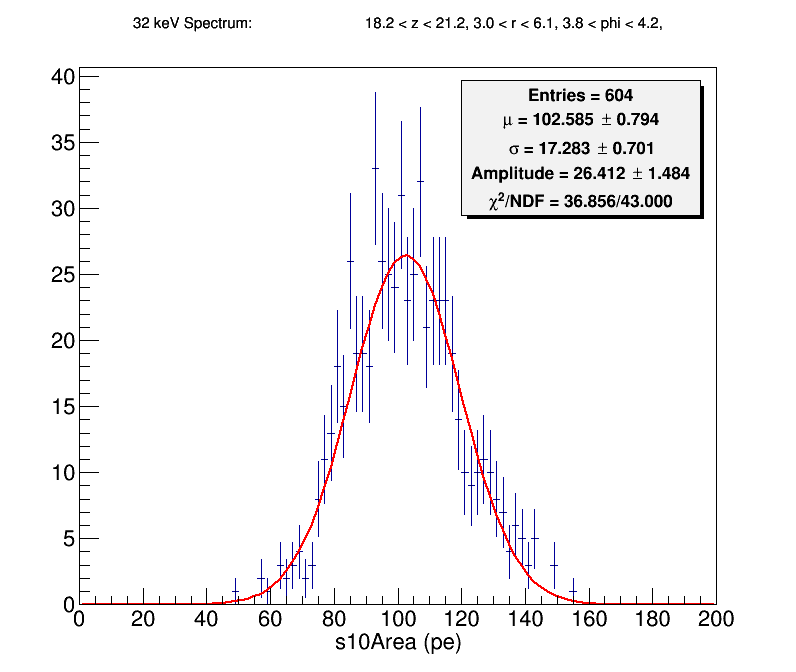 32 keV Spectrum: 18.2 < z < 21.2, 3.0 < r < 6.1, 3.8 < phi < 4.2,
Entries = 604
μ = 102.585 ± 0.794
σ = 17.283 ± 0.701
Amplitude = 26.412 ± 1.484
χ²/NDF = 36.856/43.000
40
35
30
25
20
15
10
5
0
0 20 40 60 80 100 120 140 160 180 200
s10Area (pe)